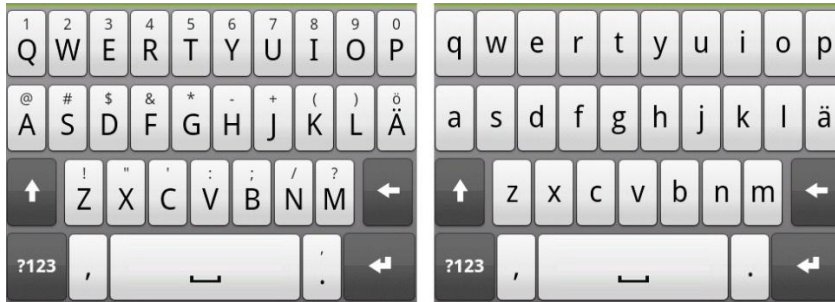 1 2 3 4 5 6 7 8 9 0
Q W E R T Y U I O P
@ # $ & * - + ( ) ö
A S D F G H J K L Ä
! " ' : ; / ?
Z X C V B N M
?123 , ' .
q w e r t y u i o p
a s d f g h j k l ä
z x c v b n m
?123 , .